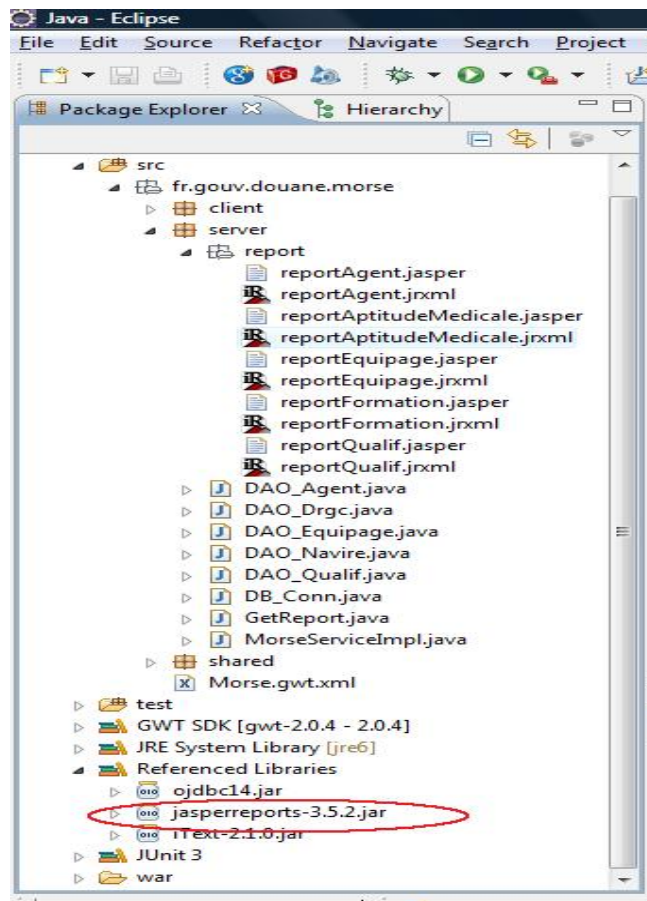 Java - Eclipse
File Edit Source Refactor Navigate Search Project
Package Explorer Hierarchy
src
fr.gouv.douane.morse
client
server
report
reportAgent.jasper
reportAgent.jrxml
reportAptitudeMedicale.jasper
reportAptitudeMedicale.jrxml
reportEquipage.jasper
reportEquipage.jrxml
reportFormation.jasper
reportFormation.jrxml
reportQualif.jasper
reportQualif.jrxml
DAO_Agent.java
DAO_Drgc.java
DAO_Equipage.java
DAO_Navire.java
DAO_Qualif.java
DB_Conn.java
GetReport.java
MorseServiceImpl.java
shared
Morse.gwt.xml
test
GWT SDK [gwt-2.0.4 - 2.0.4]
JRE System Library [jre6]
Referenced Libraries
ojdbc14.jar
jasperreports-3.5.2.jar
iText-2.1.0.jar
JUnit 3
war